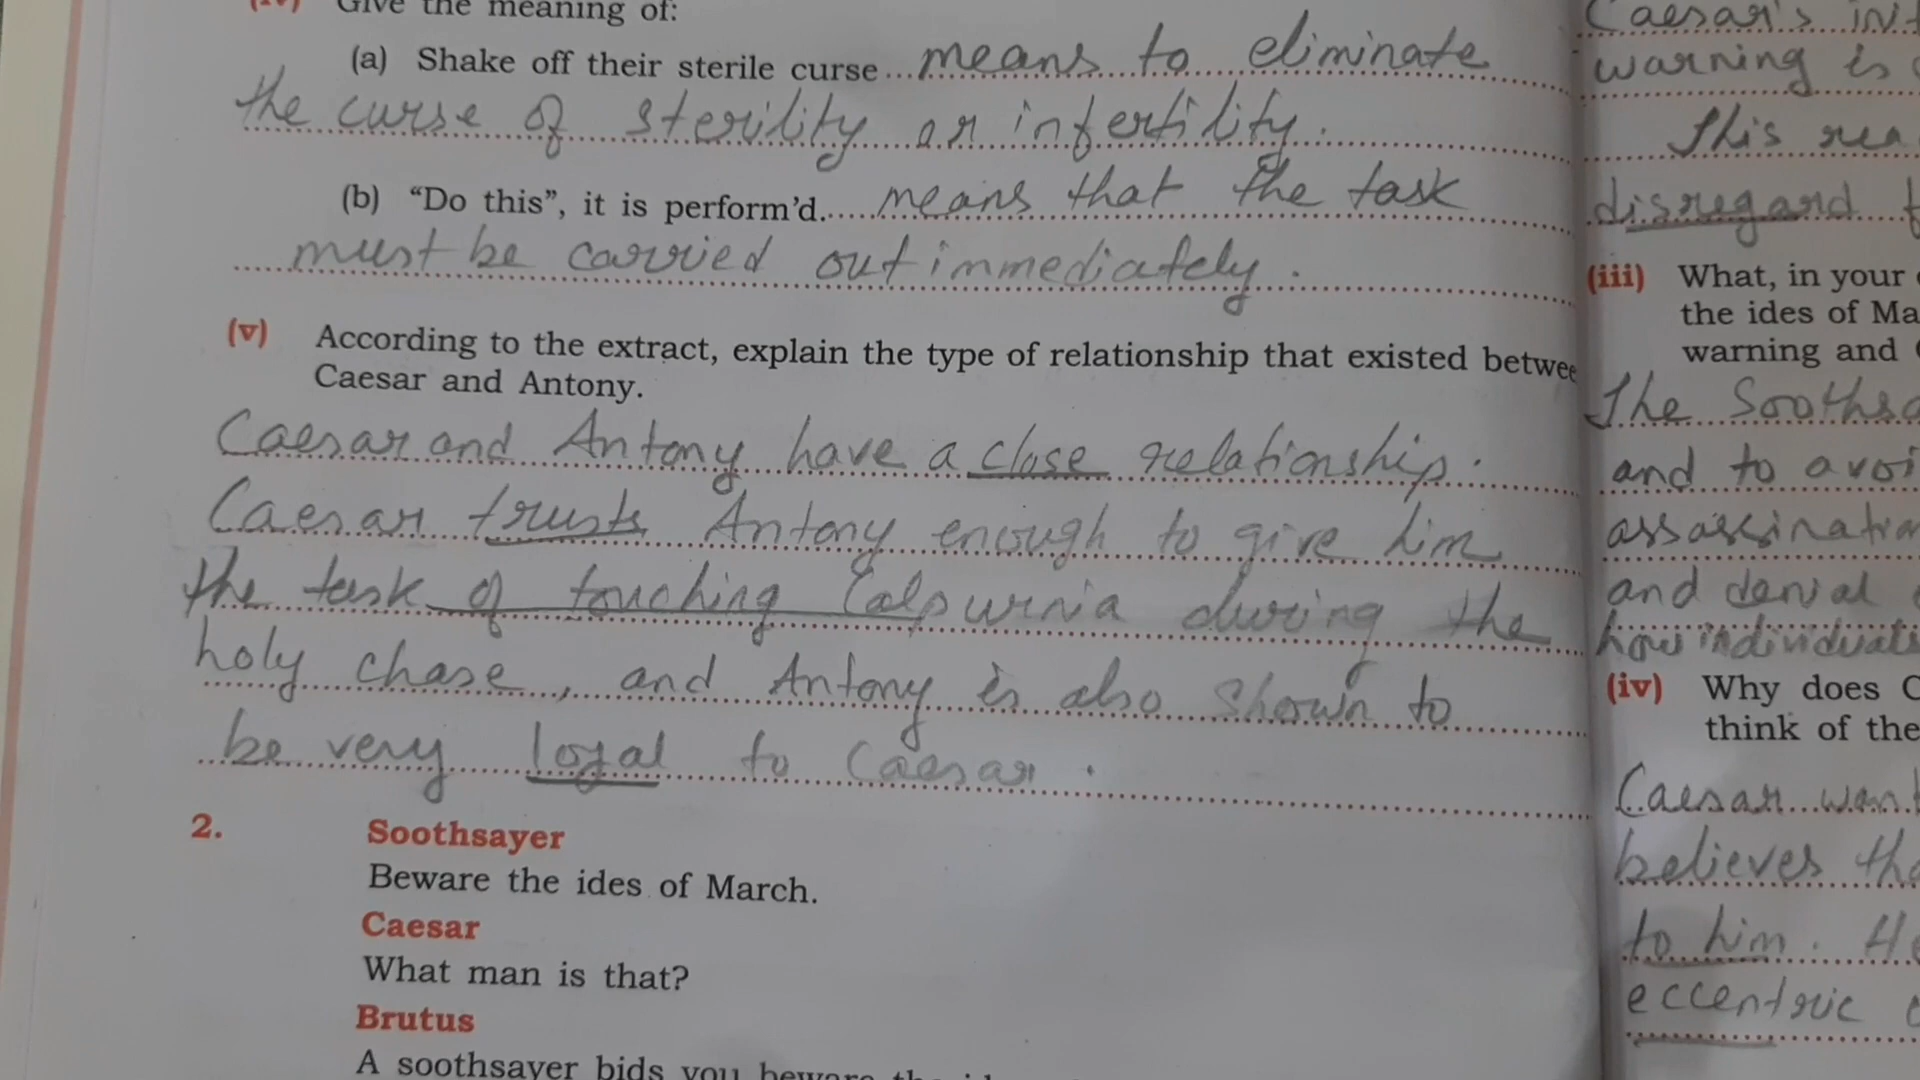 (iv) Give the meaning of:
(a) Shake off their sterile curse means to eliminate
the curse of sterility or infertility.
(b) “Do this”, it is perform’d. means that the task
must be carried out immediately.
(v) According to the extract, explain the type of relationship that existed betwee
Caesar and Antony.
Caesar and Antony have a close relationship.
Caesar trusts Antony enough to give him
the task of touching Calpurnia during the
holy chase, and Antony is also shown to
be very loyal to Caesar.
2. Soothsayer
Beware the ides of March.
Caesar
What man is that?
Brutus
A soothsayer bids you beware the
Caesar's
warning is
This
disregard
(iii) What, in your
the ides of Ma
warning and
The
and to
and denial
how
(iv) Why does
think of the
Caesar
believes
to him.
eccentric